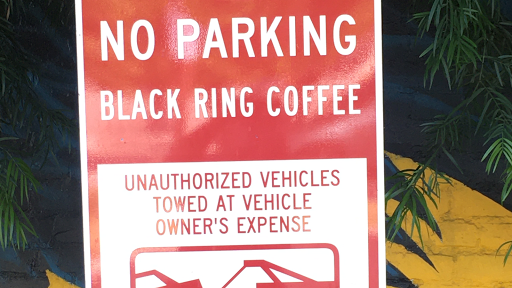 NO PARKING
BLACK RING COFFEE
UNAUTHORIZED VEHICLES
TOWED AT VEHICLE
OWNER'S EXPENSE